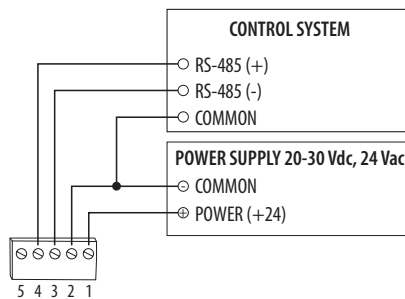 CONTROL SYSTEM
RS-485 (+)
RS-485 (-)
COMMON
POWER SUPPLY 20-30 Vdc, 24 Vac
COMMON
POWER (+24)
5 4 3 2 1